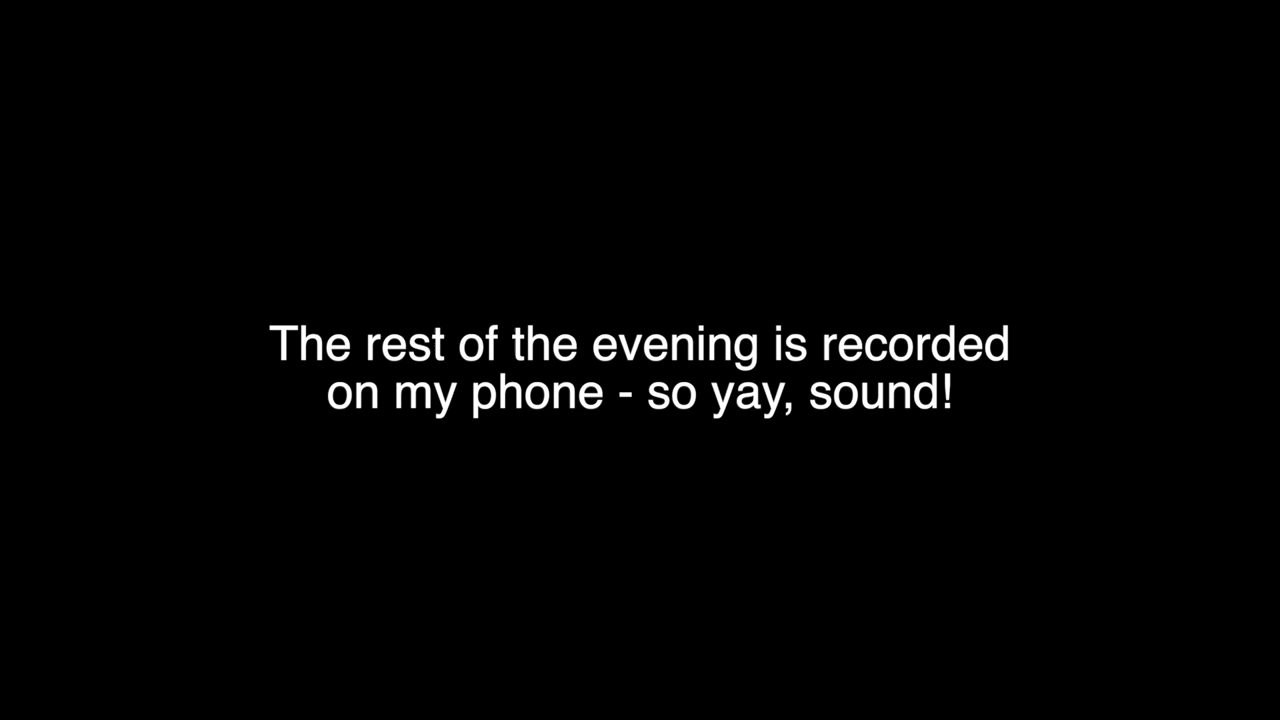 The rest of the evening is recorded
on my phone - so yay, sound!